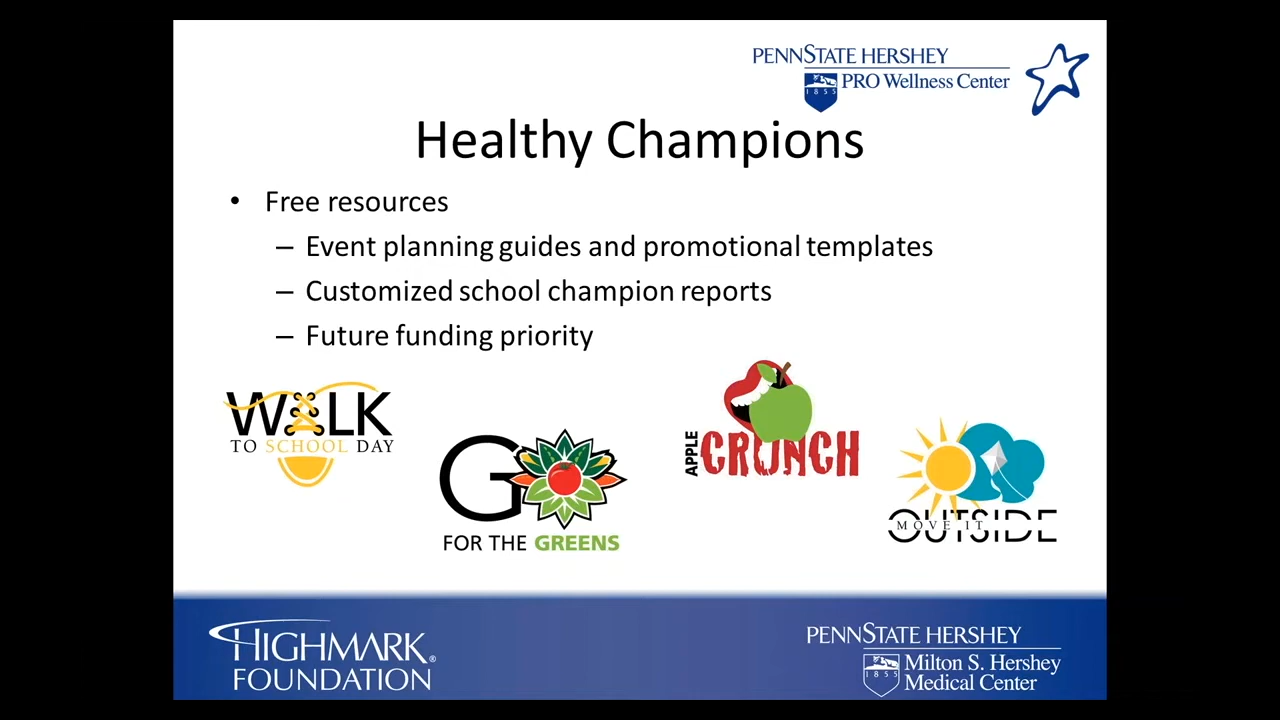 PENNSTATE HERSHEY
1855
PRO Wellness Center
Healthy Champions
• Free resources
– Event planning guides and promotional templates
– Customized school champion reports
– Future funding priority
WALK
TO SCHOOL DAY
GO
FOR THE GREENS
APPLE
CRUNCH
MOVE IT
OUTSIDE
HIGHMARK®
FOUNDATION
PENNSTATE HERSHEY
1855
Milton S. Hershey
Medical Center